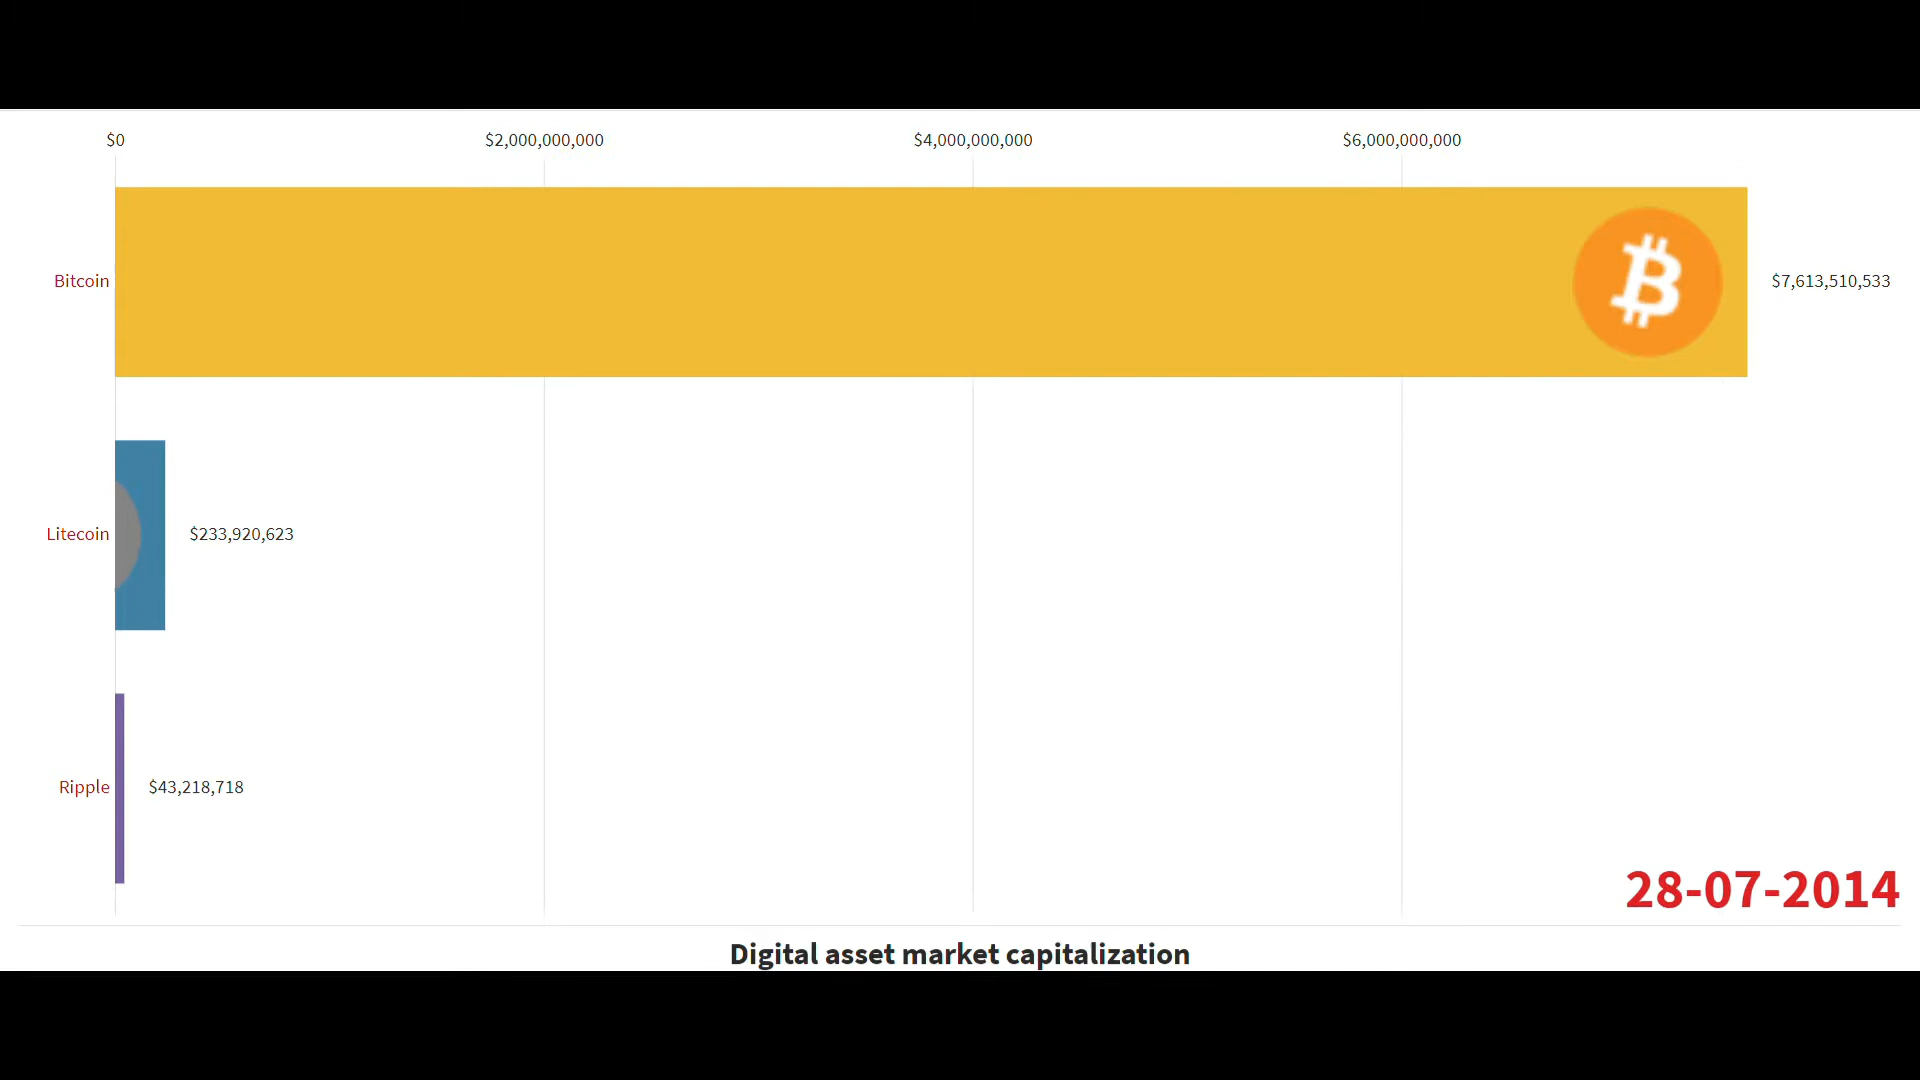 $0 $2,000,000,000 $4,000,000,000 $6,000,000,000
Bitcoin $7,613,510,533
Litecoin $233,920,623
Ripple $43,218,718
28-07-2014
Digital asset market capitalization